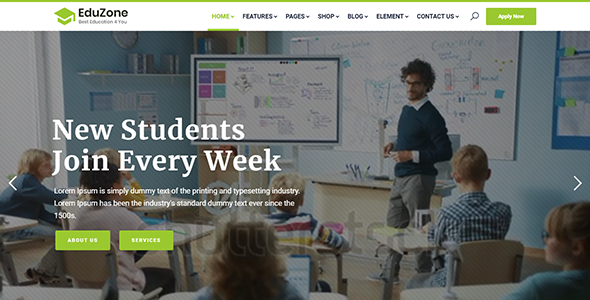 EduZone
Best Education 4 You
HOME
FEATURES
PAGES
SHOP
BLOG
ELEMENT
CONTACT US
Apply Now
New Students
Join Every Week
Lorem Ipsum is simply dummy text of the printing and typesetting industry.
Lorem Ipsum has been the industry's standard dummy text ever since the
1500s.
ABOUT US
SERVICES